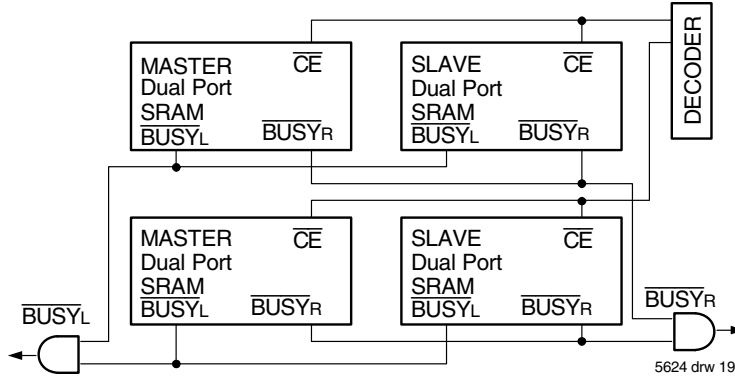 MASTER CE
Dual Port
SRAM
BUSYL BUSYR
SLAVE CE
Dual Port
SRAM
BUSYL BUSYR
DECODER
MASTER CE
Dual Port
SRAM
BUSYL BUSYR
SLAVE CE
Dual Port
SRAM
BUSYL BUSYR
BUSYL
BUSYR
5624 drw 19